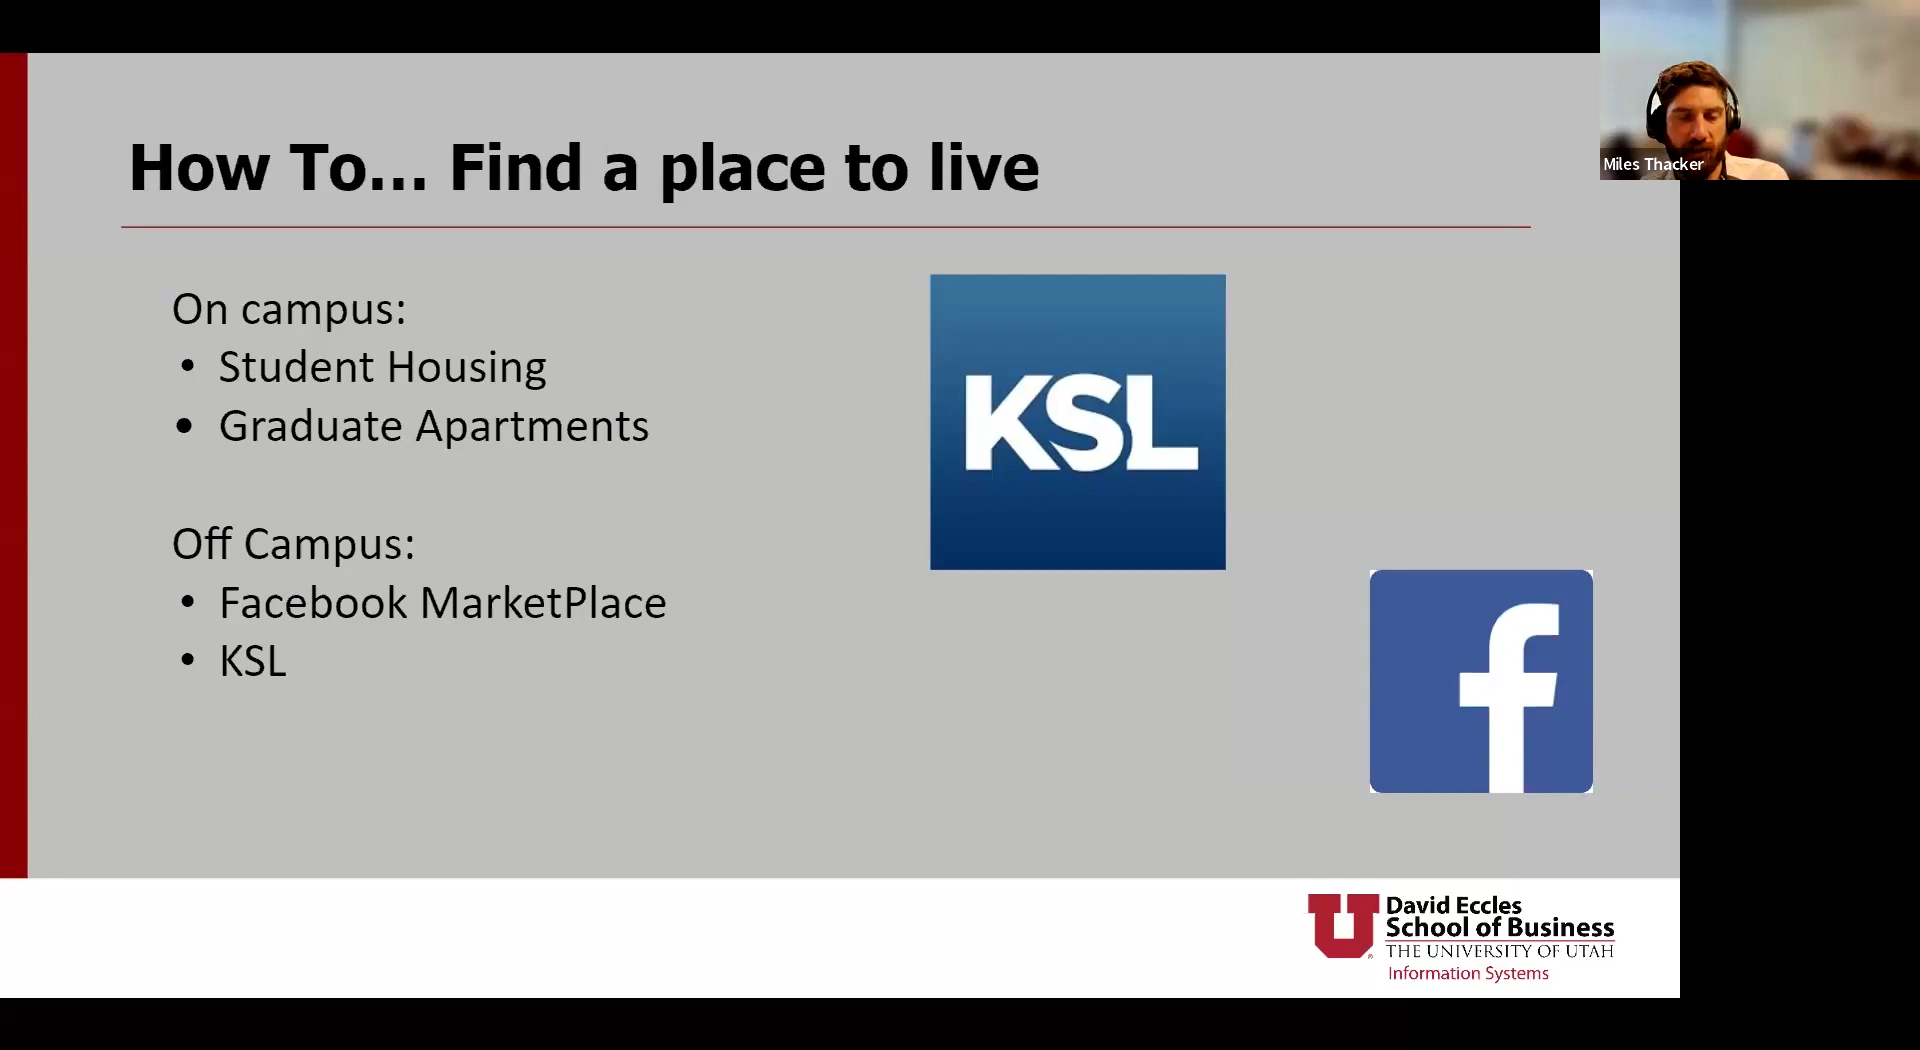 How To... Find a place to live
Miles Thacker
On campus:
• Student Housing
• Graduate Apartments
Off Campus:
• Facebook MarketPlace
• KSL
KSL
f
U
David Eccles
School of Business
THE UNIVERSITY OF UTAH
Information Systems